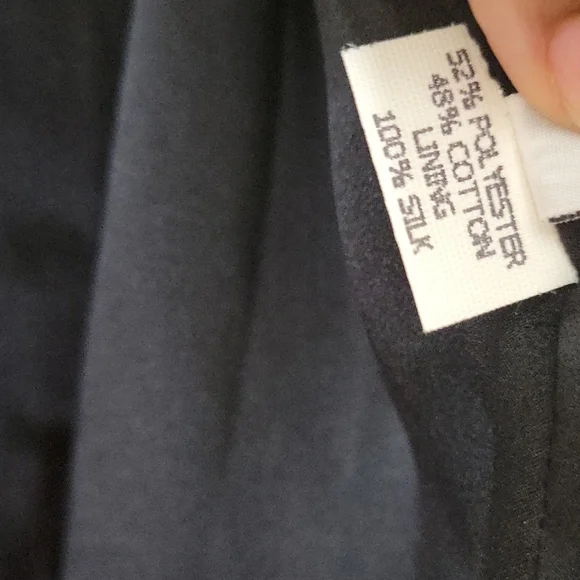 52% POLYESTER
48% COTTON
LINING
100% SILK